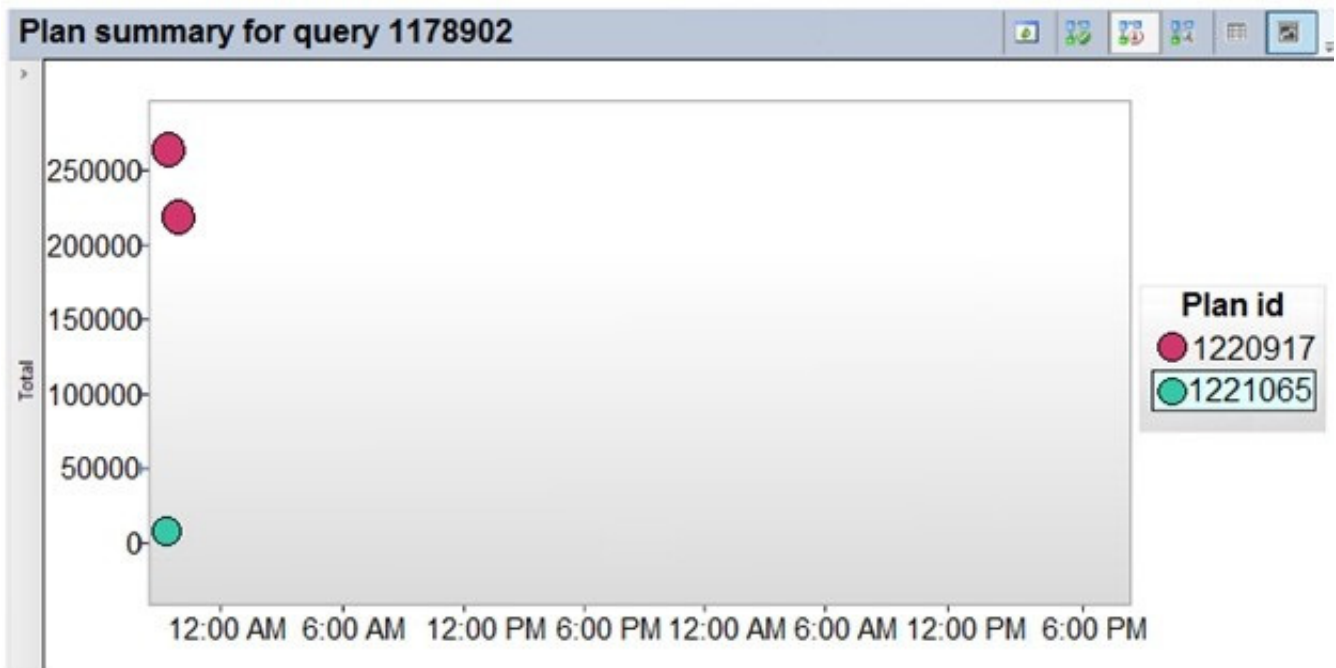 Plan summary for query 1178902
Total
250000
200000
150000
100000
50000
0
12:00 AM 6:00 AM 12:00 PM 6:00 PM 12:00 AM 6:00 AM 12:00 PM 6:00 PM
Plan id
1220917
1221065